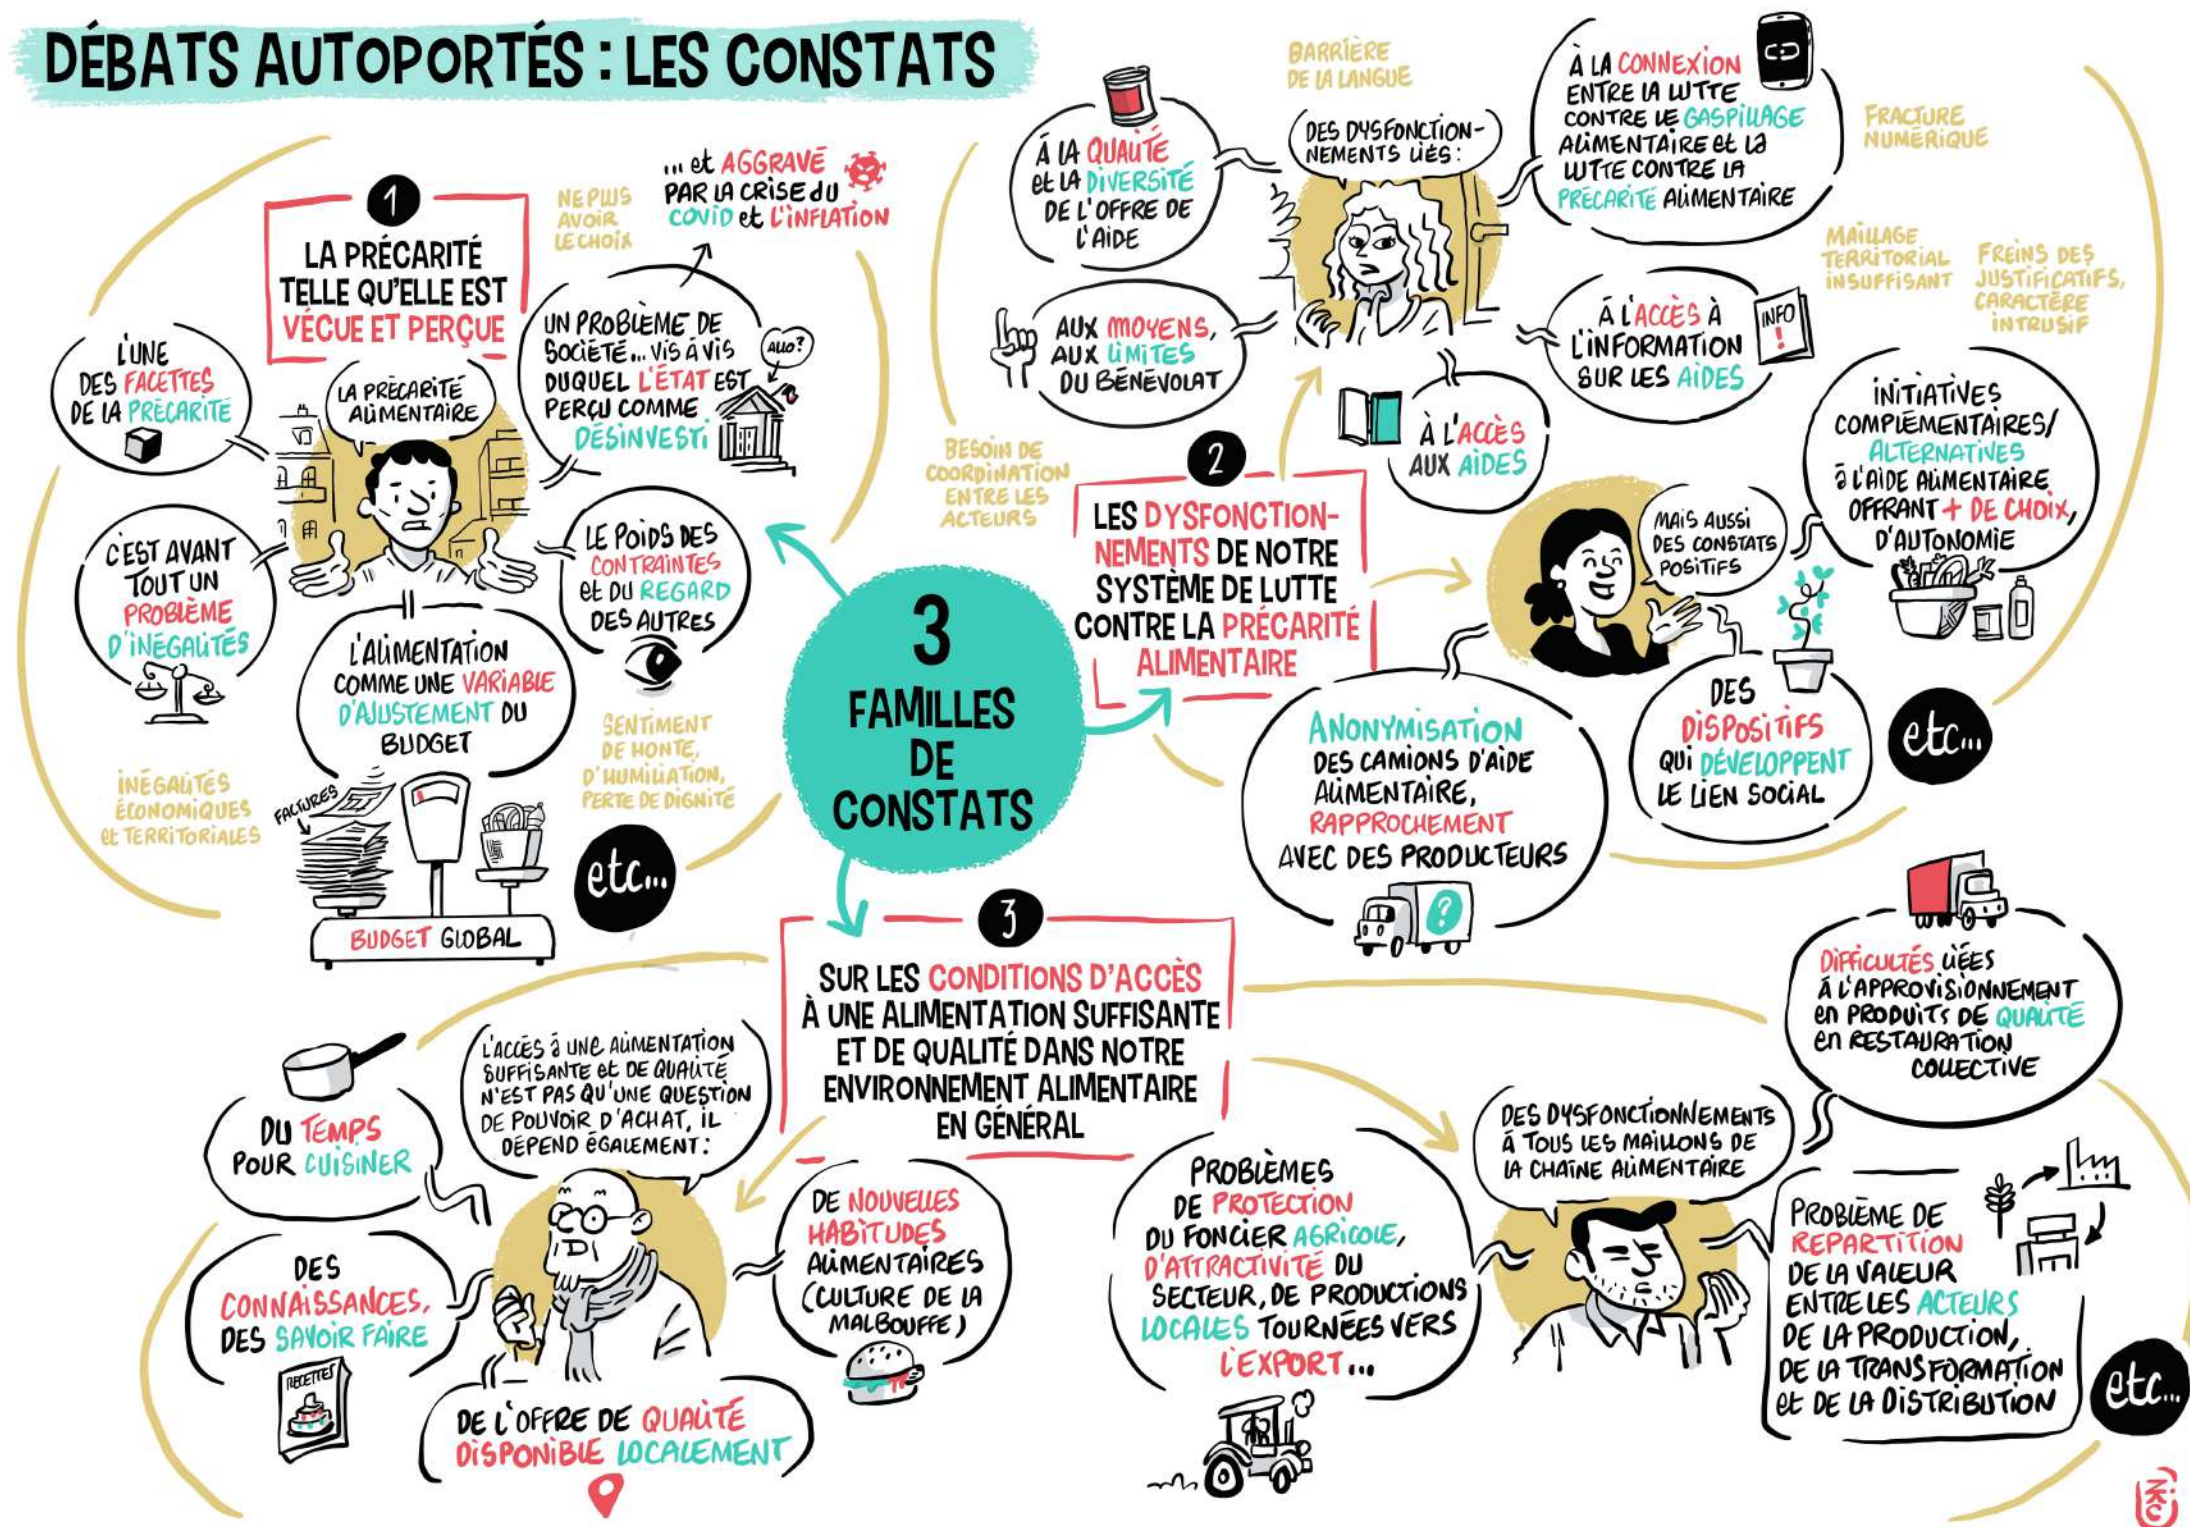 DÉBATS AUTOPORTÉS : LES CONSTATS
3
FAMILLES
DE
CONSTATS
1
LA PRÉCARITÉ
TELLE QU'ELLE EST
VÉCUE ET PERÇUE
LA PRÉCARITÉ
ALIMENTAIRE
L'UNE
DES FACETTES
DE LA PRÉCARITÉ
C'EST AVANT
TOUT UN
PROBLÈME
D'INÉGALITÉS
INÉGALITÉS
ÉCONOMIQUES
et TERRITORIALES
L'ALIMENTATION
COMME UNE VARIABLE
D'AJUSTEMENT DU
BUDGET
FACTURES
BUDGET GLOBAL
NE PLUS
AVOIR
LE CHOIX
UN PROBLÈME DE
SOCIÉTÉ... VIS À VIS
DUQUEL L'ÉTAT EST
PERÇU COMME
DÉSINVESTI
ALLO?
... et AGGRAVÉ
PAR LA CRISE du
COVID et L'INFLATION
LE POIDS DES
CONTRAINTES
et DU REGARD
DES AUTRES
SENTIMENT
DE HONTE,
D'HUMILIATION,
PERTE DE DIGNITÉ
etc...
2
LES DYSFONCTION-
NEMENTS DE NOTRE
SYSTÈME DE LUTTE
CONTRE LA PRÉCARITÉ
ALIMENTAIRE
DES DYSFONCTION-
NEMENTS LIÉS :
BARRIÈRE
DE LA LANGUE
À LA QUALITÉ
et LA DIVERSITÉ
DE L'OFFRE DE
L'AIDE
AUX MOYENS,
AUX LIMITES
DU BÉNÉVOLAT
BESOIN DE
COORDINATION
ENTRE LES
ACTEURS
À L'ACCÈS
AUX AIDES
À LA CONNEXION
ENTRE LA LUTTE
CONTRE LE GASPILLAGE
ALIMENTAIRE et La
LUTTE CONTRE LA
PRÉCARITÉ ALIMENTAIRE
FRACTURE
NUMÉRIQUE
À L'ACCÈS À
L'INFORMATION
SUR LES AIDES
INFO
!
MAILLAGE
TERRITORIAL
INSUFFISANT
FREINS DES
JUSTIFICATIFS,
CARACTÈRE
INTRUSIF
MAIS AUSSI
DES CONSTATS
POSITIFS
INITIATIVES
COMPLÉMENTAIRES/
ALTERNATIVES
à L'AIDE ALIMENTAIRE
OFFRANT + DE CHOIX,
D'AUTONOMIE
DES
DISPOSITIFS
QUI DÉVELOPPENT
LE LIEN SOCIAL
ANONYMISATION
DES CAMIONS D'AIDE
ALIMENTAIRE,
RAPPROCHEMENT
AVEC DES PRODUCTEURS
?
etc...
3
SUR LES CONDITIONS D'ACCÈS
À UNE ALIMENTATION SUFFISANTE
ET DE QUALITÉ DANS NOTRE
ENVIRONNEMENT ALIMENTAIRE
EN GÉNÉRAL
L'ACCÈS à UNE ALIMENTATION
SUFFISANTE et DE QUALITÉ
N'EST PAS QU'UNE QUESTION
DE POUVOIR D'ACHAT, IL
DÉPEND ÉGALEMENT :
DU TEMPS
POUR CUISINER
DES
CONNAISSANCES,
DES SAVOIR FAIRE
RECETTES
DE L'OFFRE DE QUALITÉ
DISPONIBLE LOCALEMENT
DE NOUVELLES
HABITUDES
ALIMENTAIRES
(CULTURE DE LA
MALBOUFFE)
DES DYSFONCTIONNEMENTS
À TOUS LES MAILLONS DE
LA CHAÎNE ALIMENTAIRE
PROBLÈMES
DE PROTECTION
DU FONCIER AGRICOLE,
D'ATTRACTIVITÉ DU
SECTEUR, DE PRODUCTIONS
LOCALES TOURNÉES VERS
L'EXPORT...
DIFFICULTÉS LIÉES
À L'APPROVISIONNEMENT
en PRODUITS DE QUALITÉ
en RESTAURATION
COLLECTIVE
PROBLÈME DE
REPARTITION
DE LA VALEUR
ENTRE LES ACTEURS
DE LA PRODUCTION,
DE LA TRANSFORMATION
et DE LA DISTRIBUTION
etc...